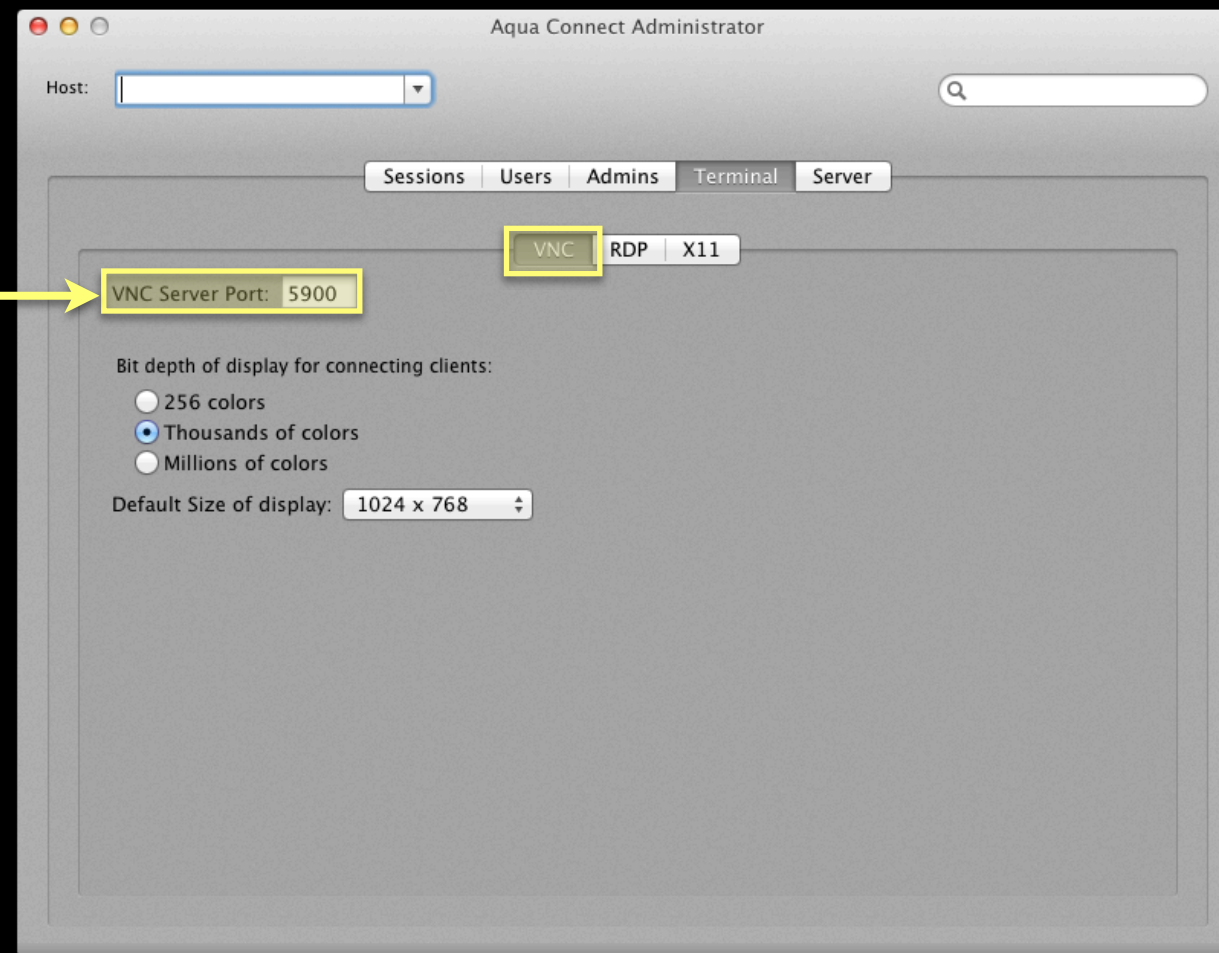 Aqua Connect Administrator
Host:
Sessions Users Admins Terminal Server
VNC RDP X11
VNC Server Port: 5900
Bit depth of display for connecting clients:
256 colors
Thousands of colors
Millions of colors
Default Size of display: 1024 x 768